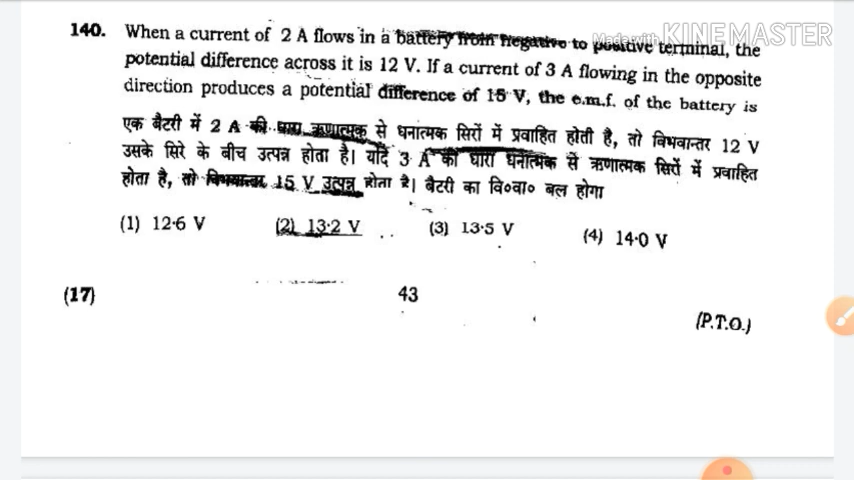 Made with KINEMASTER
140. When a current of 2 A flows in a battery from negative to positive terminal, the
potential difference across it is 12 V. If a current of 3 A flowing in the opposite
direction produces a potential difference of 15 V, the e.m.f. of the battery is
एक बैटरी में 2 A की धारा ऋणात्मक से धनात्मक सिरों में प्रवाहित होती है, तो विभवान्तर 12 V
उसके सिरे के बीच उत्पन्न होता है। यदि 3 A की धारा धनात्मक से ऋणात्मक सिरों में प्रवाहित
होता है, तो विभवान्तर 15 V उत्पन्न होता है। बैटरी का वि०वा० बल होगा
(1) 12·6 V (2) 13·2 V (3) 13·5 V (4) 14·0 V
(17) 43 (P.T.O.)